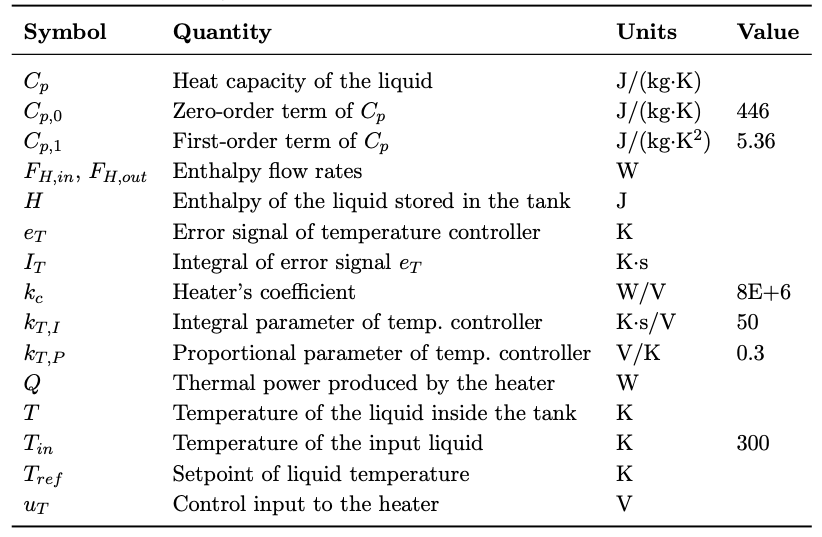 Symbol Quantity Units Value
C_p Heat capacity of the liquid J/(kg·K)
C_{p,0} Zero-order term of C_p J/(kg·K) 446
C_{p,1} First-order term of C_p J/(kg·K²) 5.36
F_{H,in}, F_{H,out} Enthalpy flow rates W
H Enthalpy of the liquid stored in the tank J
e_T Error signal of temperature controller K
I_T Integral of error signal e_T K·s
k_c Heater's coefficient W/V 8E+6
k_{T,I} Integral parameter of temp. controller K·s/V 50
k_{T,P} Proportional parameter of temp. controller V/K 0.3
Q Thermal power produced by the heater W
T Temperature of the liquid inside the tank K
T_{in} Temperature of the input liquid K 300
T_{ref} Setpoint of liquid temperature K
u_T Control input to the heater V